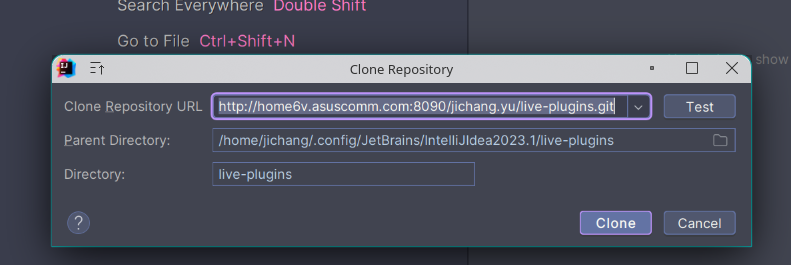 Search Everywhere Double Shift
Go to File Ctrl+Shift+N
show
Clone Repository
Clone Repository URL http://home6v.asuscomm.com:8090/jichang.yu/live-plugins.git Test
Parent Directory: /home/jichang/.config/JetBrains/IntelliJIdea2023.1/live-plugins
Directory: live-plugins
? Clone Cancel